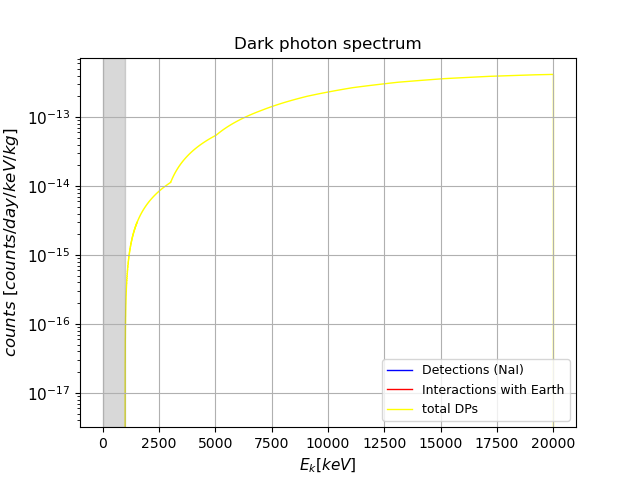 Dark photon spectrum
counts [counts/day/keV/kg]
10⁻¹³
10⁻¹⁴
10⁻¹⁵
10⁻¹⁶
10⁻¹⁷
Detections (NaI)
Interactions with Earth
total DPs
0 2500 5000 7500 10000 12500 15000 17500 20000
E_k[keV]